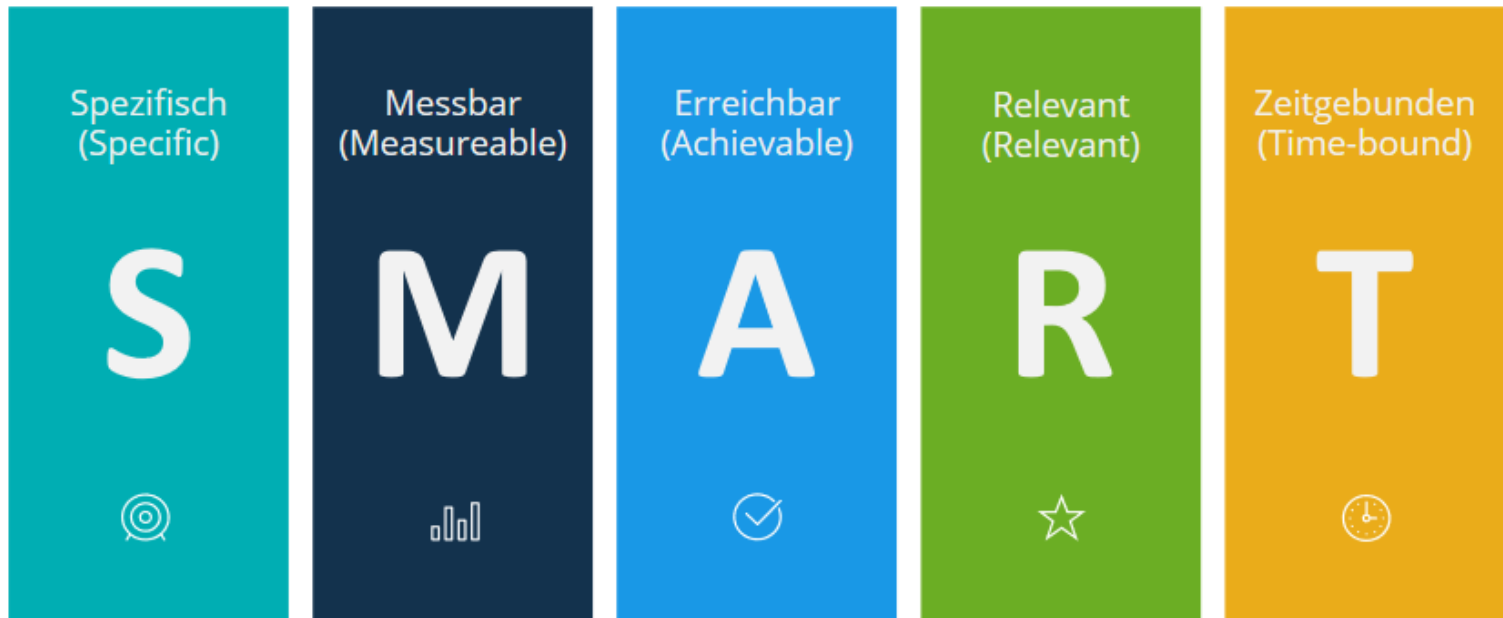 Spezifisch
(Specific)
S
Messbar
(Measureable)
M
Erreichbar
(Achievable)
A
Relevant
(Relevant)
R
Zeitgebunden
(Time-bound)
T